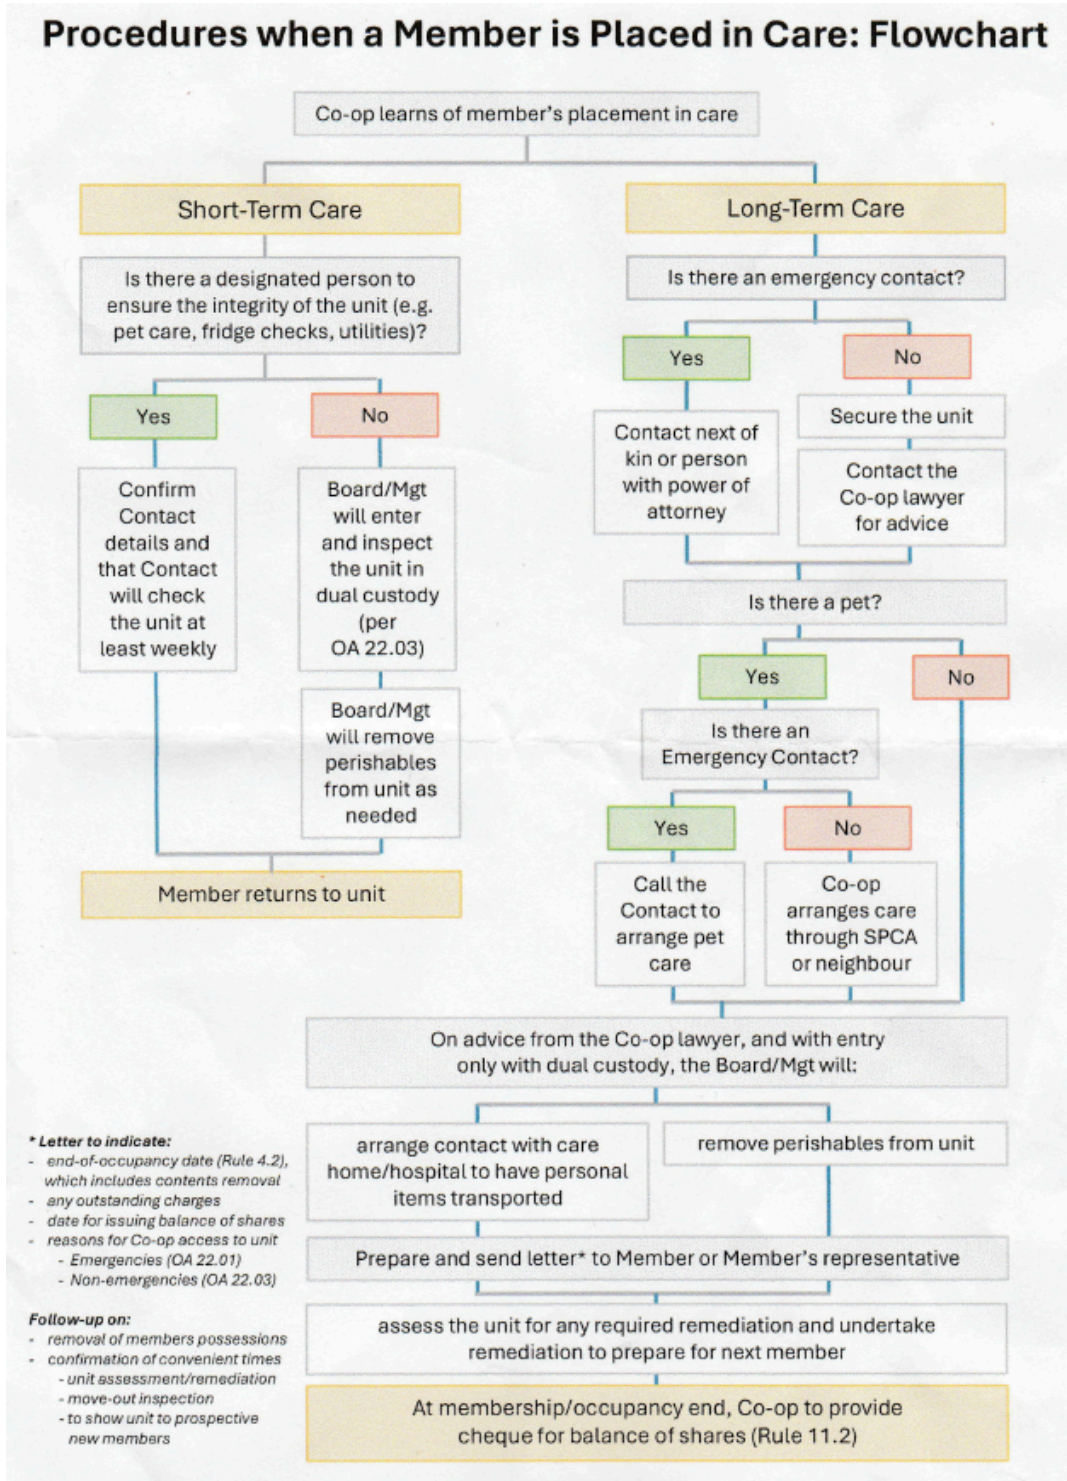 Procedures when a Member is Placed in Care: Flowchart
Co-op learns of member's placement in care
Short-Term Care
Is there a designated person to
ensure the integrity of the unit (e.g.
pet care, fridge checks, utilities)?
Yes
Confirm
Contact
details and
that Contact
will check
the unit at
least weekly
No
Board/Mgt
will enter
and inspect
the unit in
dual custody
(per
OA 22.03)
Board/Mgt
will remove
perishables
from unit as
needed
Member returns to unit
Long-Term Care
Is there an emergency contact?
Yes
Contact next of
kin or person
with power of
attorney
No
Secure the unit
Contact the
Co-op lawyer
for advice
Is there a pet?
Yes
No
Is there an
Emergency Contact?
Yes
Call the
Contact to
arrange pet
care
No
Co-op
arranges care
through SPCA
or neighbour
On advice from the Co-op lawyer, and with entry
only with dual custody, the Board/Mgt will:
arrange contact with care
home/hospital to have personal
items transported
remove perishables from unit
Prepare and send letter* to Member or Member's representative
assess the unit for any required remediation and undertake
remediation to prepare for next member
At membership/occupancy end, Co-op to provide
cheque for balance of shares (Rule 11.2)
* Letter to indicate:
- end-of-occupancy date (Rule 4.2),
which includes contents removal
- any outstanding charges
- date for issuing balance of shares
- reasons for Co-op access to unit
- Emergencies (OA 22.01)
- Non-emergencies (OA 22.03)
Follow-up on:
- removal of members possessions
- confirmation of convenient times
- unit assessment/remediation
- move-out inspection
- to show unit to prospective
new members